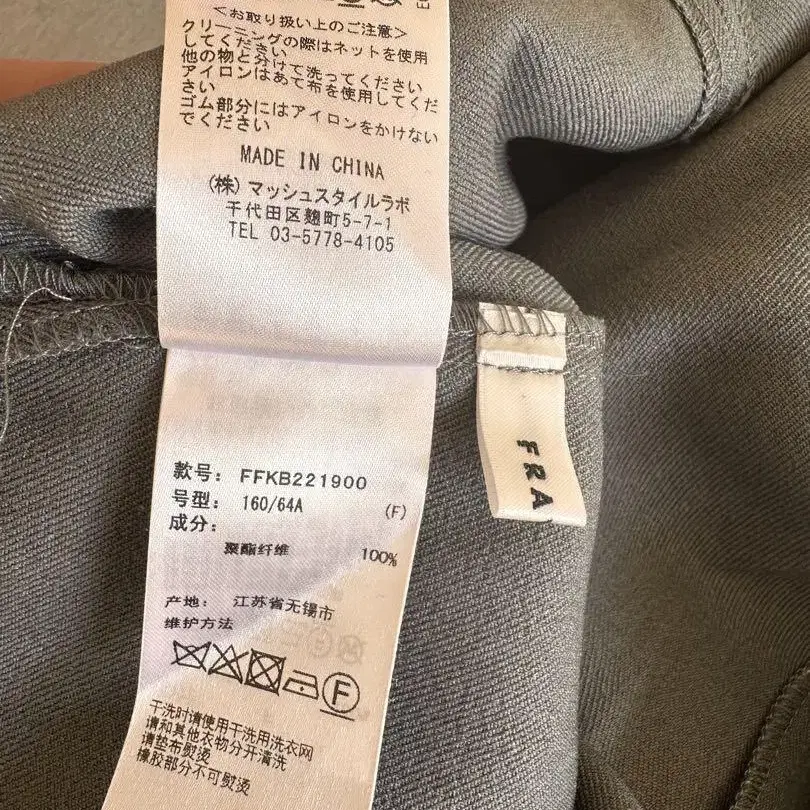 ＜お取り扱い上のご注意＞
クリーニングの際はネットを使用
してください
他の物と分けて洗ってください
アイロンはあて布を使用してくだ
さい
ゴム部分にはアイロンをかけない
でください
MADE IN CHINA
(株) マッシュスタイルラボ
千代田区麹町5-7-1
TEL 03-5778-4105
款号: FFKB221900
号型: 160/64A (F)
成分:
聚酯纤维 100%
产地: 江苏省无锡市
维护方法
F
干洗时请使用干洗用洗衣网
请和其他衣物分开清洗
请垫布熨烫
橡胶部分不可熨烫
FRA